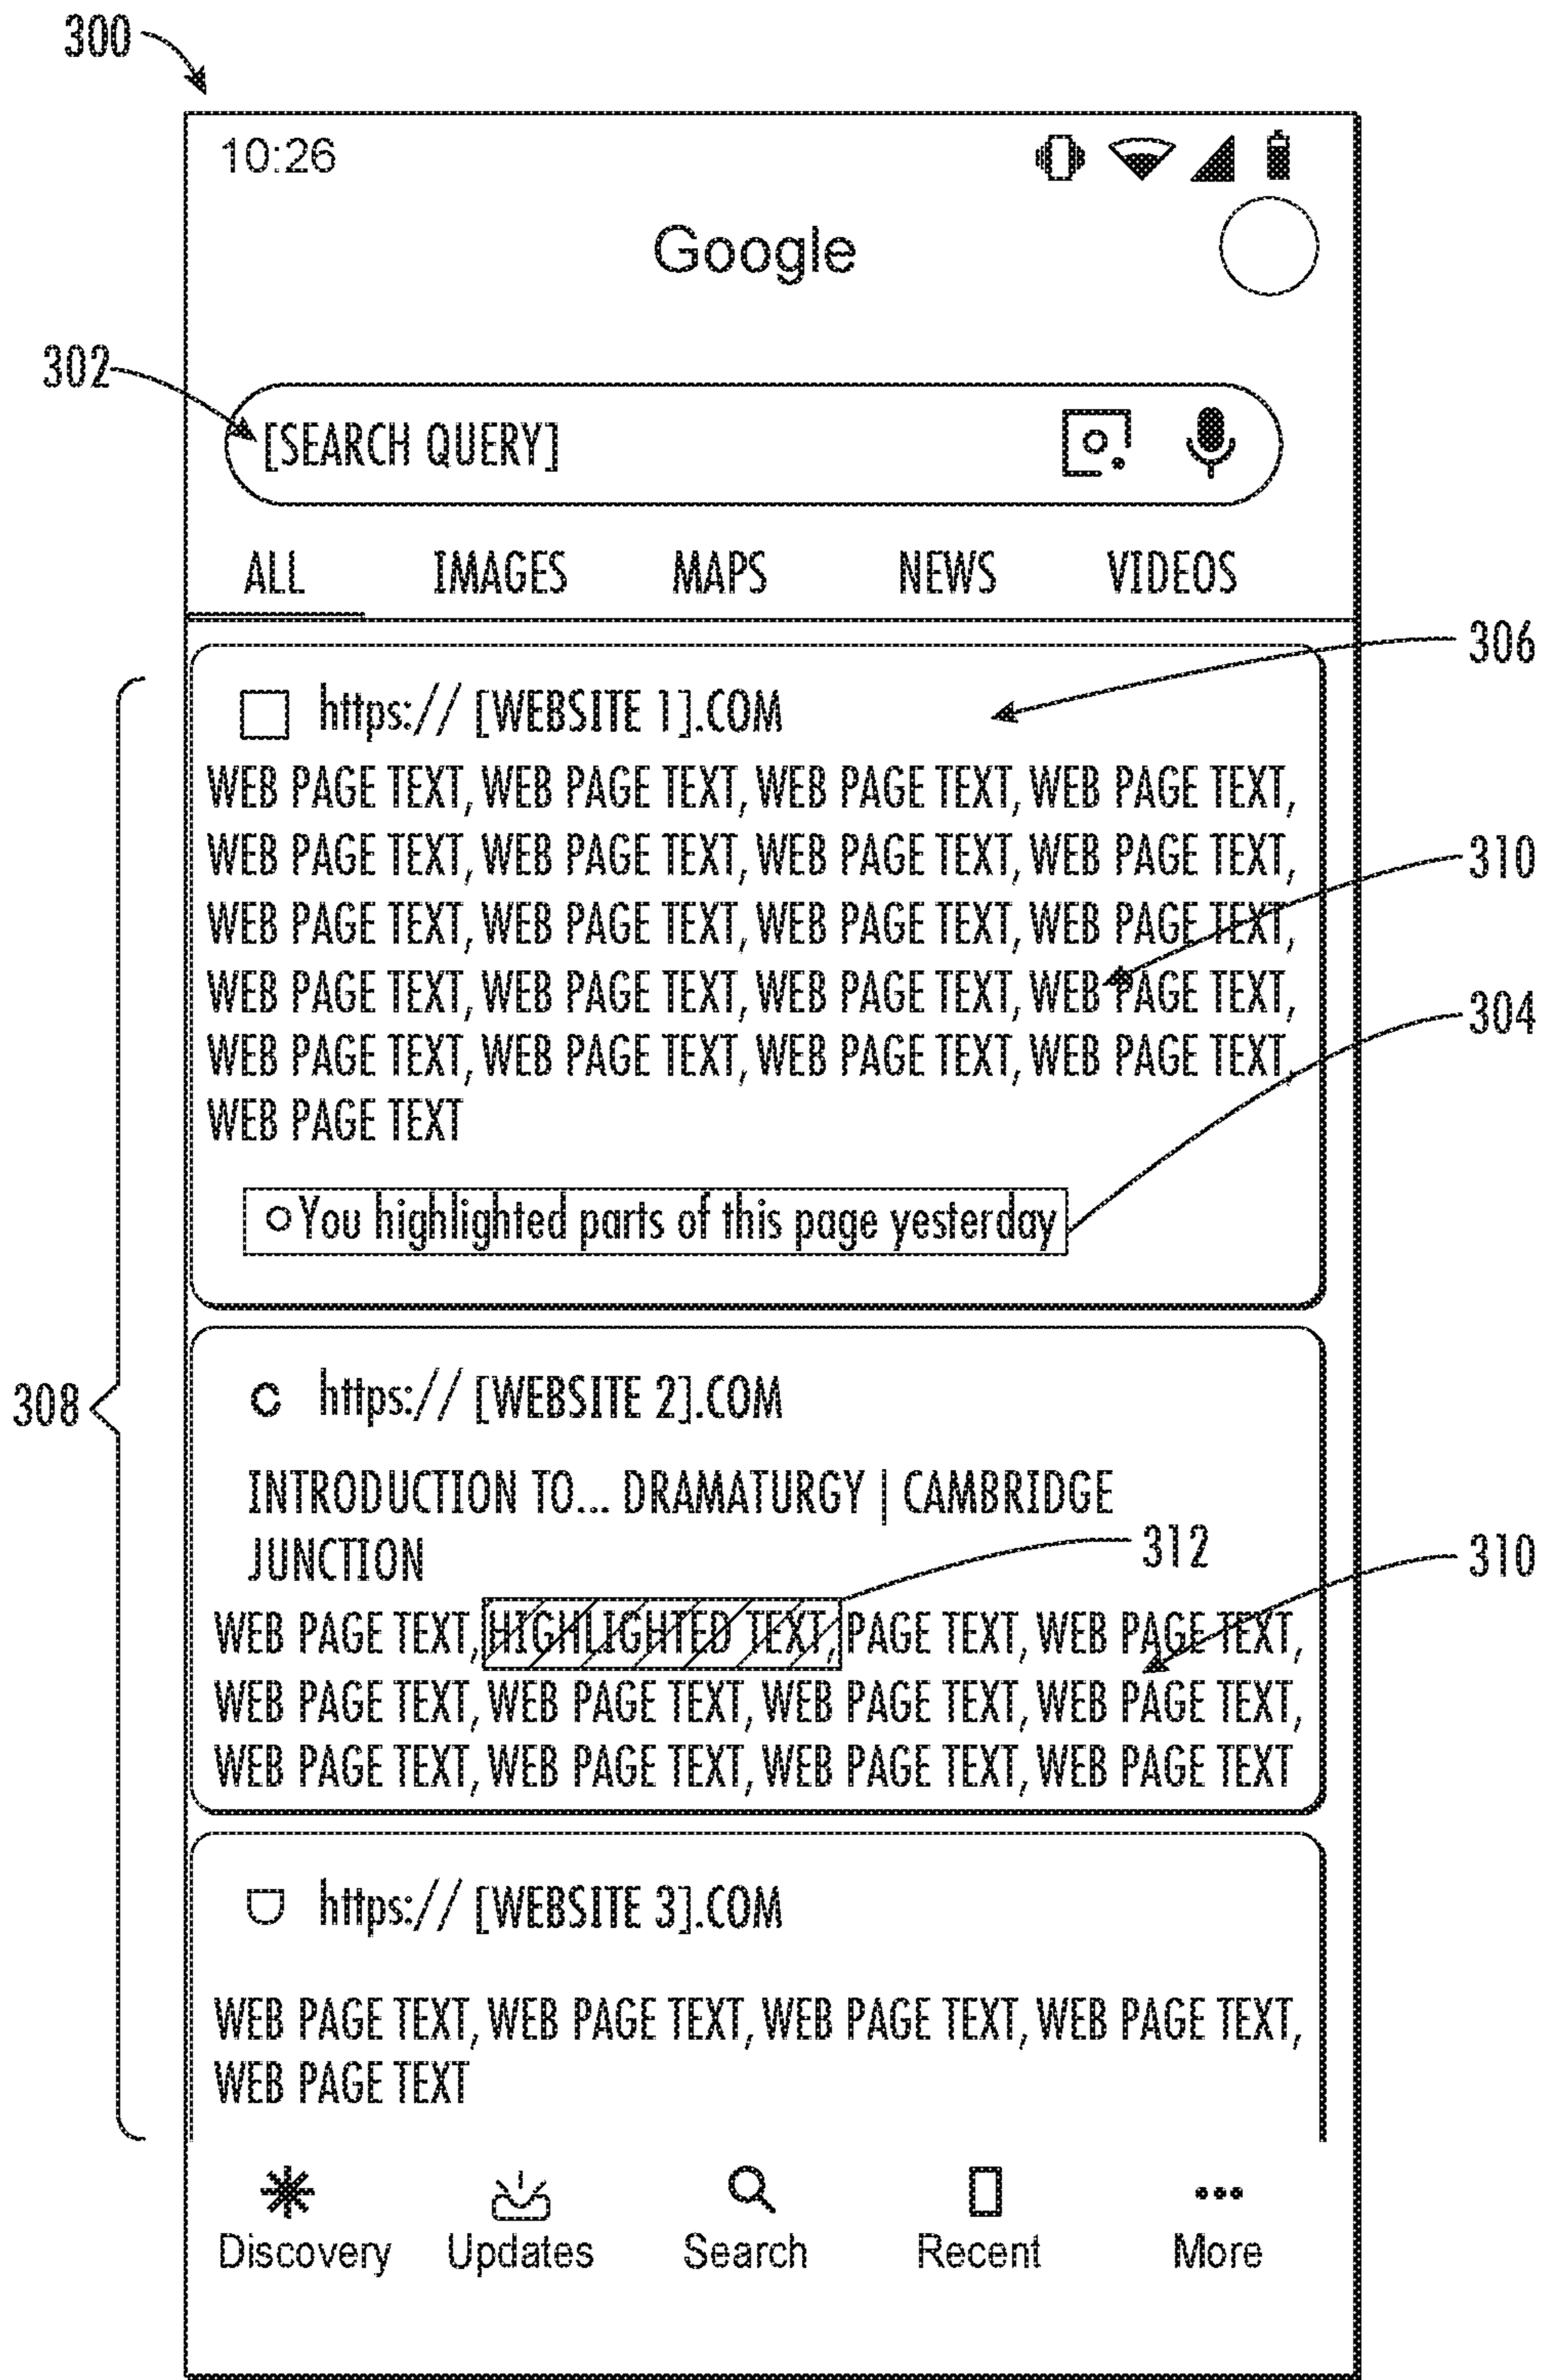 300
10:26
Google
302
[SEARCH QUERY]
ALL IMAGES MAPS NEWS VIDEOS
306
https:// [WEBSITE 1].COM
WEB PAGE TEXT, WEB PAGE TEXT, WEB PAGE TEXT, WEB PAGE TEXT,
WEB PAGE TEXT, WEB PAGE TEXT, WEB PAGE TEXT, WEB PAGE TEXT,
310
WEB PAGE TEXT, WEB PAGE TEXT, WEB PAGE TEXT, WEB PAGE TEXT,
WEB PAGE TEXT, WEB PAGE TEXT, WEB PAGE TEXT, WEB PAGE TEXT,
304
WEB PAGE TEXT, WEB PAGE TEXT, WEB PAGE TEXT, WEB PAGE TEXT,
WEB PAGE TEXT
You highlighted parts of this page yesterday
308
C https:// [WEBSITE 2].COM
INTRODUCTION TO... DRAMATURGY | CAMBRIDGE
JUNCTION
312
310
WEB PAGE TEXT, HIGHLIGHTED TEXT, PAGE TEXT, WEB PAGE TEXT,
WEB PAGE TEXT, WEB PAGE TEXT, WEB PAGE TEXT, WEB PAGE TEXT,
WEB PAGE TEXT, WEB PAGE TEXT, WEB PAGE TEXT, WEB PAGE TEXT
https:// [WEBSITE 3].COM
WEB PAGE TEXT, WEB PAGE TEXT, WEB PAGE TEXT, WEB PAGE TEXT,
WEB PAGE TEXT
Discovery Updates Search Recent More